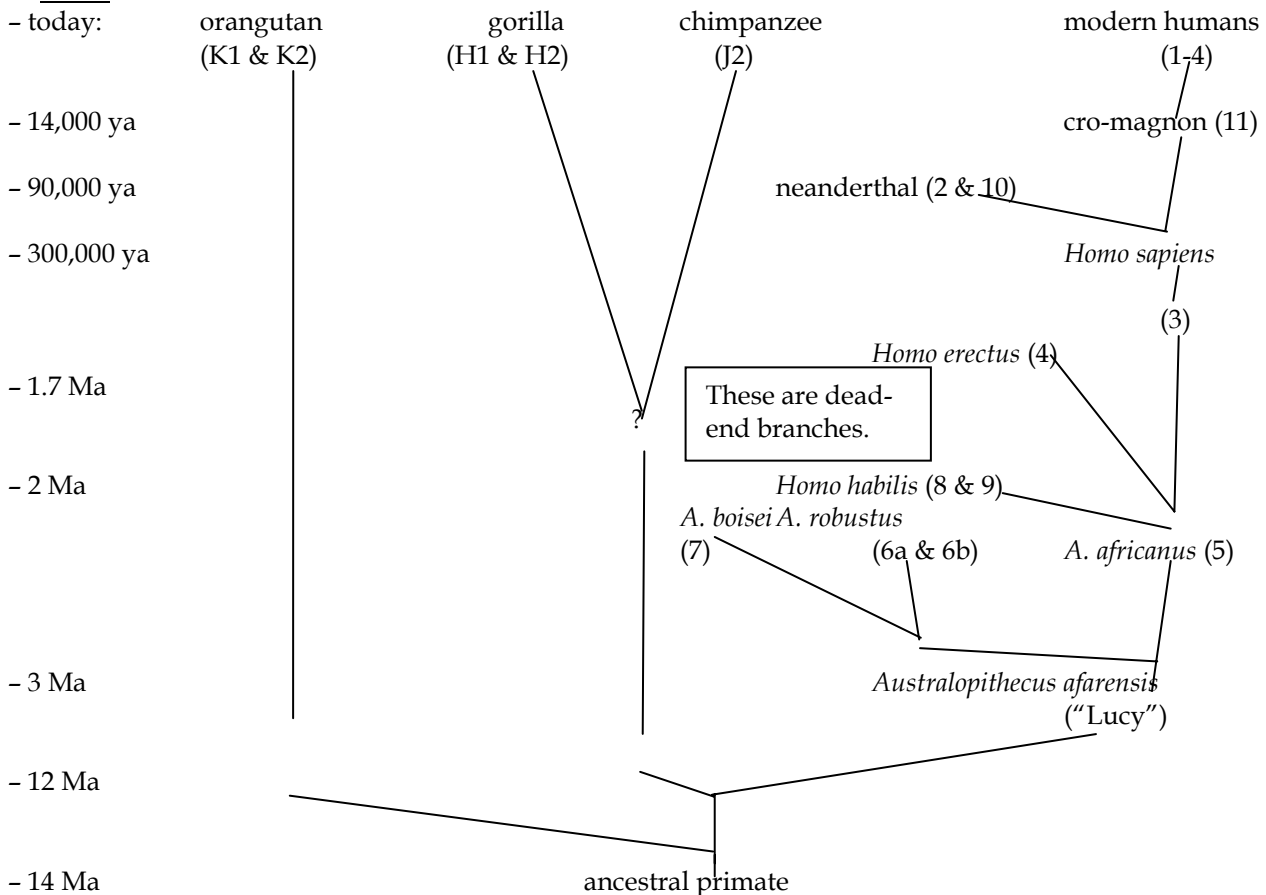 – today: orangutan gorilla chimpanzee modern humans
(K1 & K2) (H1 & H2) (J2) (1-4)
– 14,000 ya cro-magnon (11)
– 90,000 ya neanderthal (2 & 10)
– 300,000 ya Homo sapiens
(3)
Homo erectus (4)
– 1.7 Ma
These are dead-
end branches.
?
– 2 Ma Homo habilis (8 & 9)
A. boisei A. robustus
(7) (6a & 6b) A. africanus (5)
– 3 Ma Australopithecus afarensis
(“Lucy”)
– 12 Ma
– 14 Ma ancestral primate